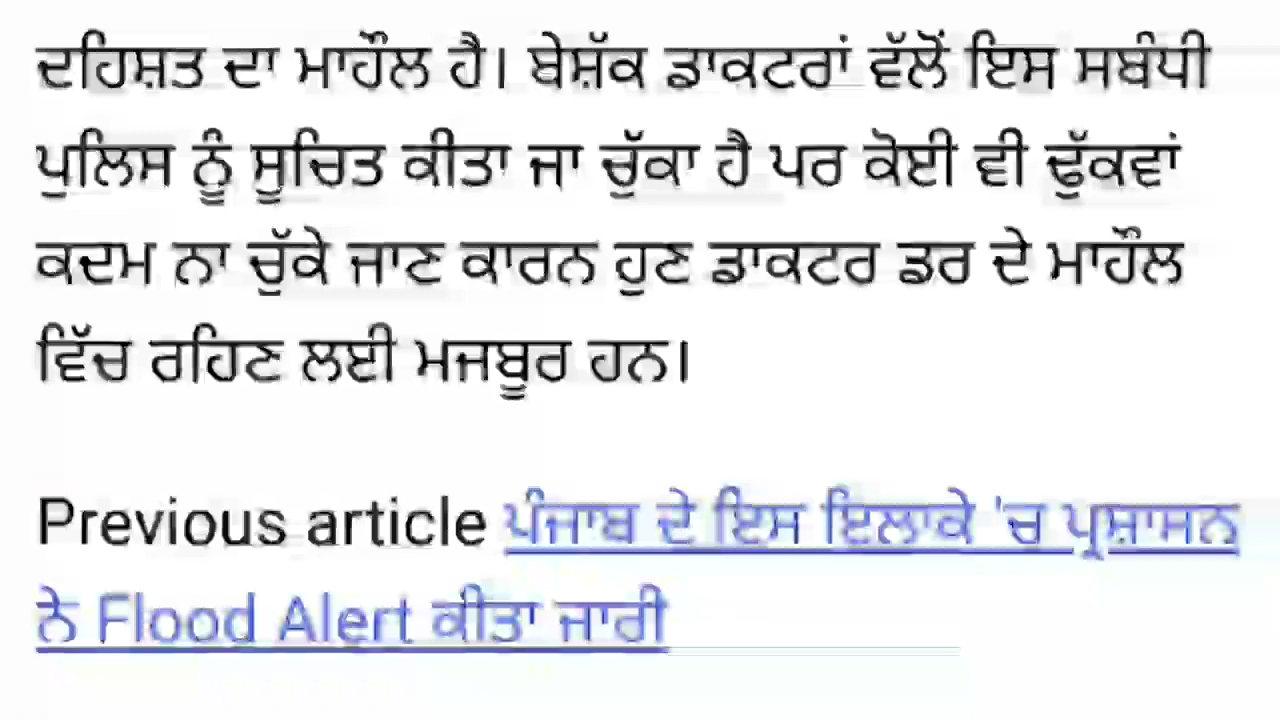 ਦਹਿਸ਼ਤ ਦਾ ਮਾਹੌਲ ਹੈ। ਬੇਸ਼ੱਕ ਡਾਕਟਰਾਂ ਵੱਲੋਂ ਇਸ ਸਬੰਧੀ
ਪੁਲਿਸ ਨੂੰ ਸੂਚਿਤ ਕੀਤਾ ਜਾ ਚੁੱਕਾ ਹੈ ਪਰ ਕੋਈ ਵੀ ਢੁੱਕਵਾਂ
ਕਦਮ ਨਾ ਚੁੱਕੇ ਜਾਣ ਕਾਰਨ ਹੁਣ ਡਾਕਟਰ ਡਰ ਦੇ ਮਾਹੌਲ
ਵਿੱਚ ਰਹਿਣ ਲਈ ਮਜਬੂਰ ਹਨ।
Previous article ਪੰਜਾਬ ਦੇ ਇਸ ਇਲਾਕੇ 'ਚ ਪ੍ਰਸ਼ਾਸਨ
ਨੇ Flood Alert ਕੀਤਾ ਜਾਰੀ